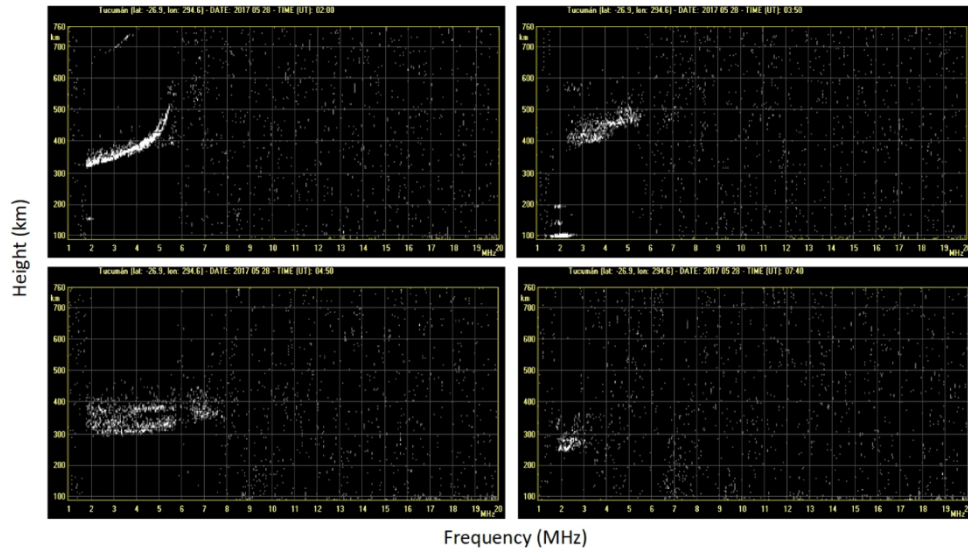 Height (km)
Tucumán (lat: -26.9, lon: 294.6) - DATE: 2017 05 28 - TIME (UT): 02:00
760
km
700
600
500
400
300
200
100
1 2 3 4 5 6 7 8 9 10 11 12 13 14 15 16 17 18 19 20
MHz
Tucumán (lat: -26.9, lon: 294.6) - DATE: 2017 05 28 - TIME (UT): 03:50
760
km
700
600
500
400
300
200
100
1 2 3 4 5 6 7 8 9 10 11 12 13 14 15 16 17 18 19 20
MHz
Tucumán (lat: -26.9, lon: 294.6) - DATE: 2017 05 28 - TIME (UT): 04:50
760
km
700
600
500
400
300
200
100
1 2 3 4 5 6 7 8 9 10 11 12 13 14 15 16 17 18 19 20
MHz
Tucumán (lat: -26.9, lon: 294.6) - DATE: 2017 05 28 - TIME (UT): 07:40
760
km
700
600
500
400
300
200
100
1 2 3 4 5 6 7 8 9 10 11 12 13 14 15 16 17 18 19 20
MHz
Frequency (MHz)